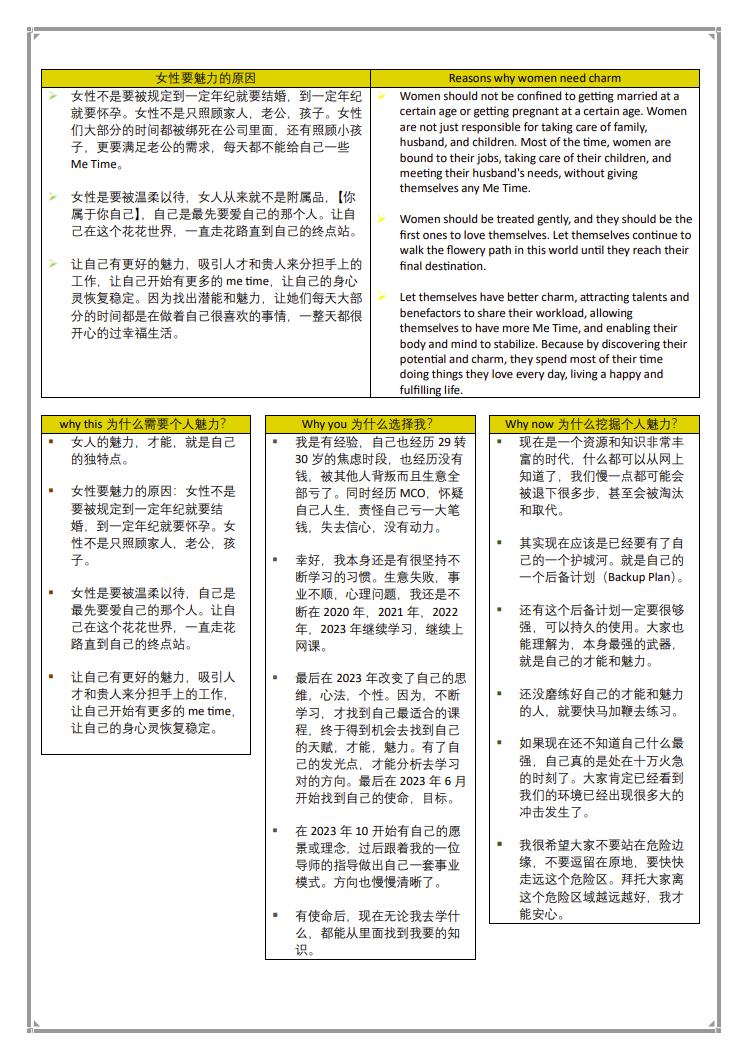 女性要魅力的原因
女性不是要被规定到一定年纪就要结婚，到一定年纪
就要怀孕。女性不是只照顾家人，老公，孩子。女性
们大部分的时间都被绑死在公司里面，还有照顾小孩
子，更要满足老公的需求，每天都不能给自己一些
Me Time。
女性是要被温柔以待，女人从来就不是附属品，【你
属于你自己】，自己是最先要爱自己的那个人。让自
己在这个花花世界，一直走花路直到自己的终点站。
让自己有更好的魅力，吸引人才和贵人来分担手上的
工作，让自己开始有更多的 me time，让自己的身心
灵恢复稳定。因为找出潜能和魅力，让她们每天大部
分的时间都是在做着自己很喜欢的事情，一整天都很
开心的过幸福生活。
Reasons why women need charm
Women should not be confined to getting married at a
certain age or getting pregnant at a certain age. Women
are not just responsible for taking care of family,
husband, and children. Most of the time, women are
bound to their jobs, taking care of their children, and
meeting their husband's needs, without giving
themselves any Me Time.
Women should be treated gently, and they should be the
first ones to love themselves. Let themselves continue to
walk the flowery path in this world until they reach their
final destination.
Let themselves have better charm, attracting talents and
benefactors to share their workload, allowing
themselves to have more Me Time, and enabling their
body and mind to stabilize. Because by discovering their
potential and charm, they spend most of their time
doing things they love every day, living a happy and
fulfilling life.
why this 为什么需要个人魅力？
女人的魅力，才能，就是自己
的独特点。
女性要魅力的原因：女性不是
要被规定到一定年纪就要结
婚，到一定年纪就要怀孕。女
性不是只照顾家人，老公，孩
子。
女性是要被温柔以待，自己是
最先要爱自己的那个人。让自
己在这个花花世界，一直走花
路直到自己的终点站。
让自己有更好的魅力，吸引人
才和贵人来分担手上的工作，
让自己开始有更多的 me time，
让自己的身心灵恢复稳定。
Why you 为什么选择我？
我是有经验，自己也经历 29 转
30 岁的焦虑时段，也经历没有
钱，被其他人背叛而且生意全
部亏了。同时经历 MCO，怀疑
自己人生，责怪自己亏一大笔
钱，失去信心，没有动力。
幸好，我本身还是有很坚持不
断学习的习惯。生意失败，事
业不顺，心理问题，我还是不
断在 2020 年，2021 年，2022
年，2023 年继续学习，继续上
网课。
最后在 2023 年改变了自己的思
维，心法，个性。因为，不断
学习，才找到自己最适合的课
程，终于得到机会去找到自己
的天赋，才能，魅力。有了自
己的发光点，才能分析去学习
对的方向。最后在 2023 年 6 月
开始找到自己的使命，目标。
在 2023 年 10 开始有自己的愿
景或理念，过后跟着我的一位
导师的指导做出自己一套事业
模式。方向也慢慢清晰了。
有使命后，现在无论我去学什
么，都能从里面找到我要的知
识。
Why now 为什么挖掘个人魅力？
现在是一个资源和知识非常丰
富的时代，什么都可以从网上
知道了，我们慢一点都可能会
被退下很多步，甚至会被淘汰
和取代。
其实现在应该是已经要有了自
己的一个护城河。就是自己的
一个后备计划（Backup Plan）。
还有这个后备计划一定要很够
强，可以持久的使用。大家也
能理解为，本身最强的武器，
就是自己的才能和魅力。
还没磨练好自己的才能和魅力
的人，就要快马加鞭去练习。
如果现在还不知道自己什么最
强，自己真的是处在十万火急
的时刻了。大家肯定已经看到
我们的环境已经出现很多大的
冲击发生了。
我很希望大家不要站在危险边
缘，不要逗留在原地，要快快
走远这个危险区。拜托大家离
这个危险区域越远越好，我才
能安心。